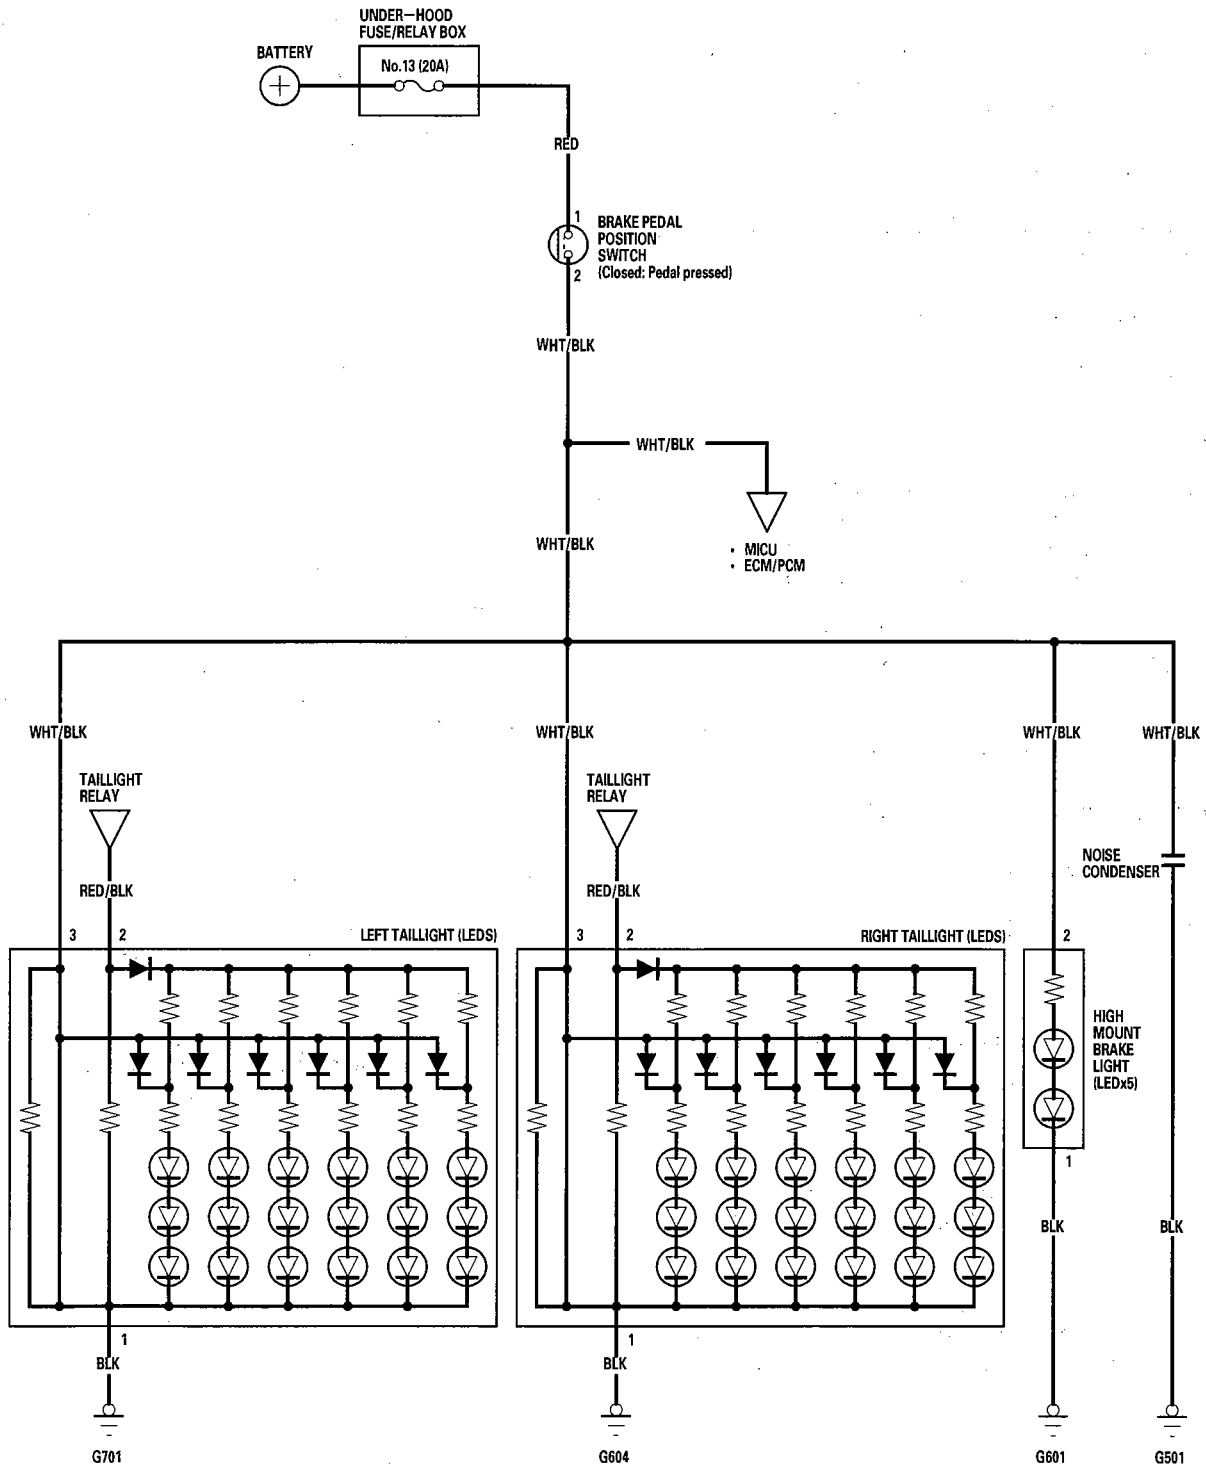 UNDER-HOOD
FUSE/RELAY BOX
BATTERY
No.13 (20A)
RED
1
BRAKE PEDAL
POSITION
SWITCH
(Closed: Pedal pressed)
2
WHT/BLK
WHT/BLK
• MICU
• ECM/PCM
WHT/BLK
WHT/BLK
WHT/BLK
WHT/BLK
WHT/BLK
TAILLIGHT
RELAY
TAILLIGHT
RELAY
NOISE
CONDENSER
RED/BLK
RED/BLK
3
2
LEFT TAILLIGHT (LEDS)
3
2
RIGHT TAILLIGHT (LEDS)
2
HIGH
MOUNT
BRAKE
LIGHT
(LEDx5)
1
BLK
BLK
1
BLK
1
BLK
G701
G604
G601
G501